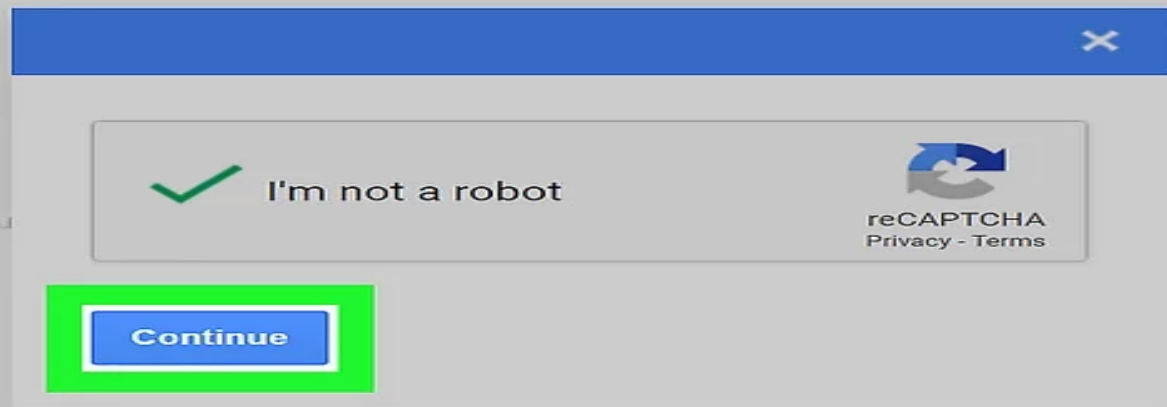 I'm not a robot
reCAPTCHA
Privacy - Terms
Continue